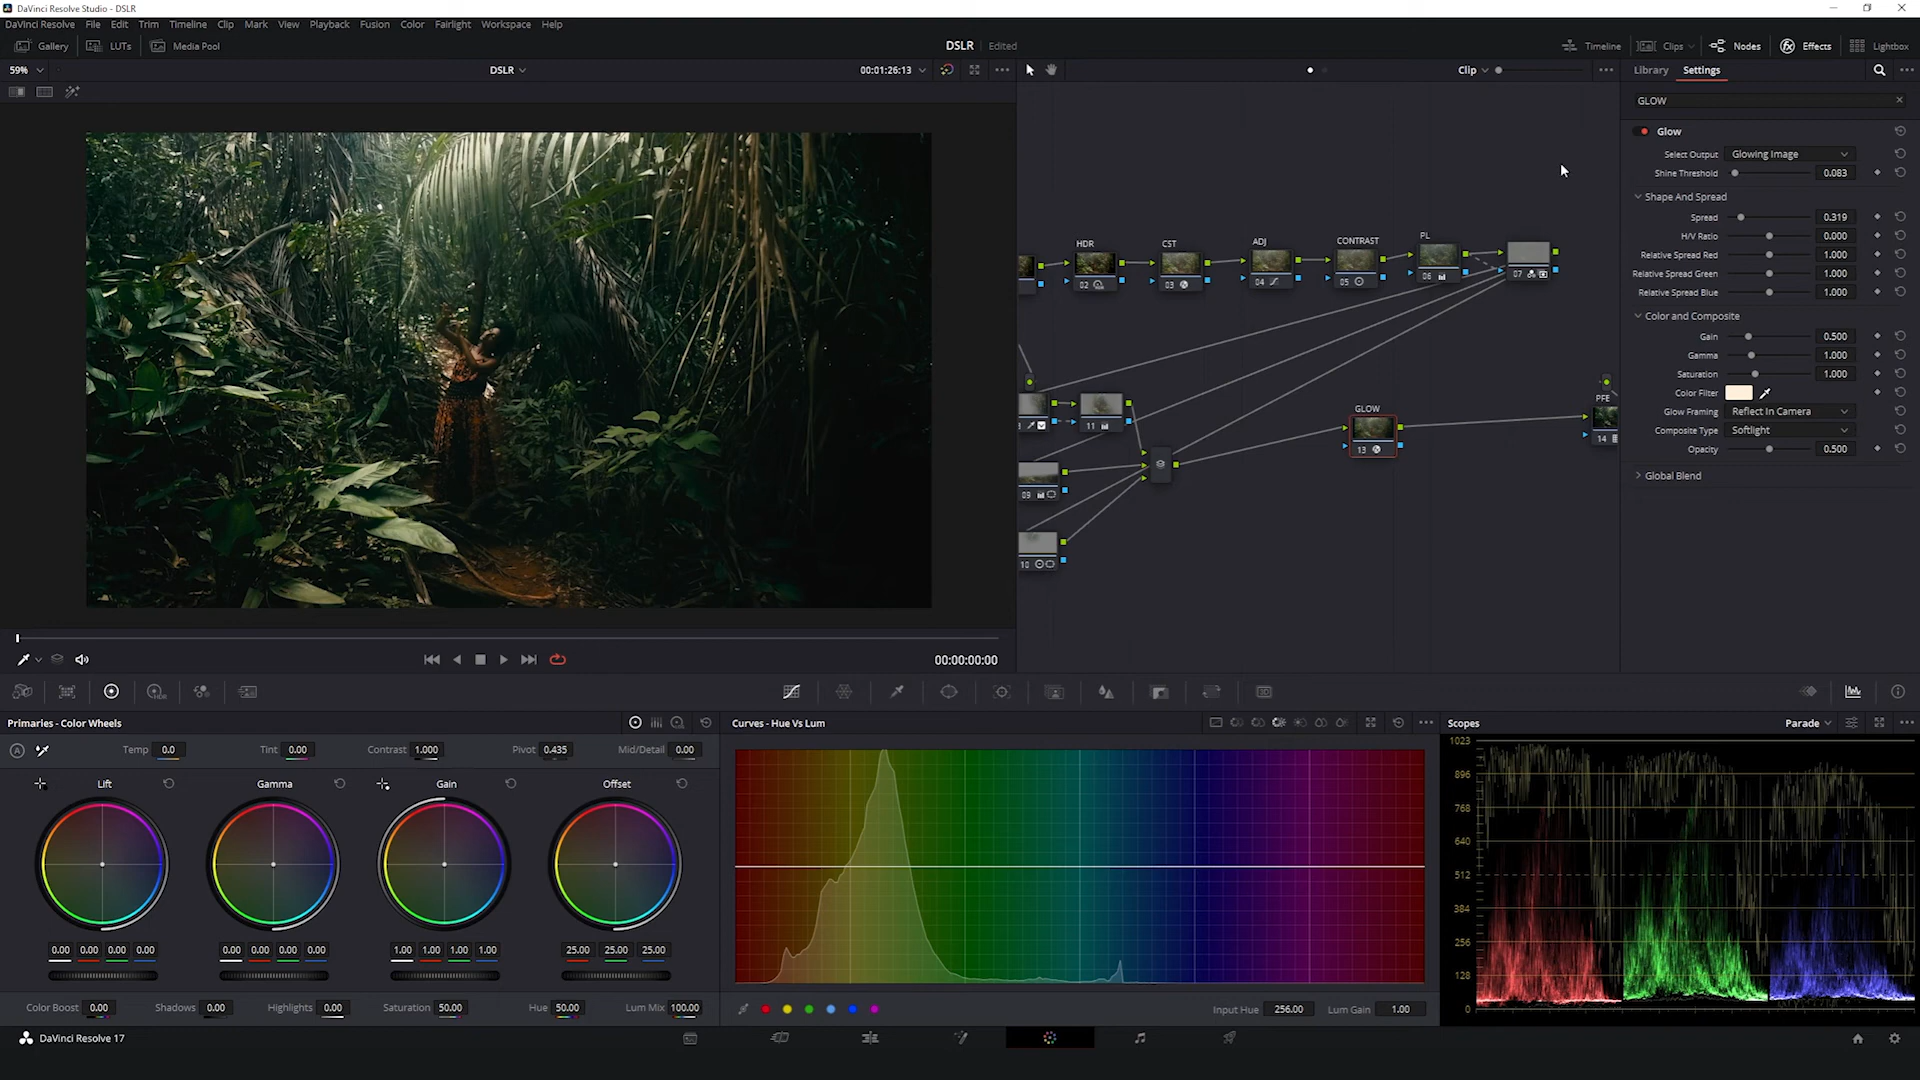 DaVinci Resolve Studio - DSLR
DaVinci Resolve File Edit Trim Timeline Clip Mark View Playback Fusion Color Fairlight Workspace Help
Gallery LUTs Media Pool DSLR Edited Timeline Clips Nodes Effects Lightbox
59% DSLR 00:01:26:13 Clip Library Settings
GLOW
Glow
Select Output Glowing Image
Shine Threshold 0.083
Shape And Spread
Spread 0.319
H/V Ratio 0.000
Relative Spread Red 1.000
Relative Spread Green 1.000
Relative Spread Blue 1.000
Color and Composite
Gain 0.500
Gamma 1.000
Saturation 1.000
Color Filter
Glow Framing Reflect In Camera
Composite Type Softlight
Opacity 0.500
Global Blend
HDR CST ADJ CONTRAST PL
02 03 04 05 06 07
GLOW PFE
11 13 14
09
10
00:00:00:00
Primaries - Color Wheels
Temp 0.0 Tint 0.00 Contrast 1.000 Pivot 0.435 Mid/Detail 0.00
Lift Gamma Gain Offset
0.00 0.00 0.00 0.00 0.00 0.00 0.00 0.00 1.00 1.00 1.00 1.00 25.00 25.00 25.00
Color Boost 0.00 Shadows 0.00 Highlights 0.00 Saturation 50.00 Hue 50.00 Lum Mix 100.00
Curves - Hue Vs Lum
Input Hue 256.00 Lum Gain 1.00
Scopes Parade
1023
896
768
640
512
384
256
128
0
DaVinci Resolve 17